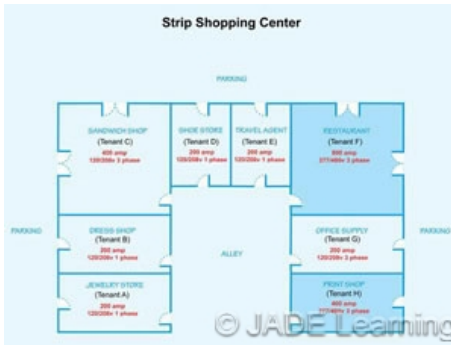 Strip Shopping Center
PARKING
SANDWICH SHOP
(Tenant C)
400 amp
120/208v 3 phase
SHOE STORE
(Tenant D)
200 amp
120/208v 1 phase
TRAVEL AGENT
(Tenant E)
200 amp
120/208v 1 phase
RESTAURANT
(Tenant F)
amp
277/480v 3 phase
PARKING
DRESS SHOP
(Tenant B)
200 amp
120/208v 1 phase
ALLEY
OFFICE SUPPLY
(Tenant G)
200 amp
120/208v 3 phase
PARKING
JEWELRY STORE
(Tenant A)
200 amp
120/208v 1 phase
PRINT SHOP
(Tenant H)
400 amp
277/480v 3 phase
© JADE Learning